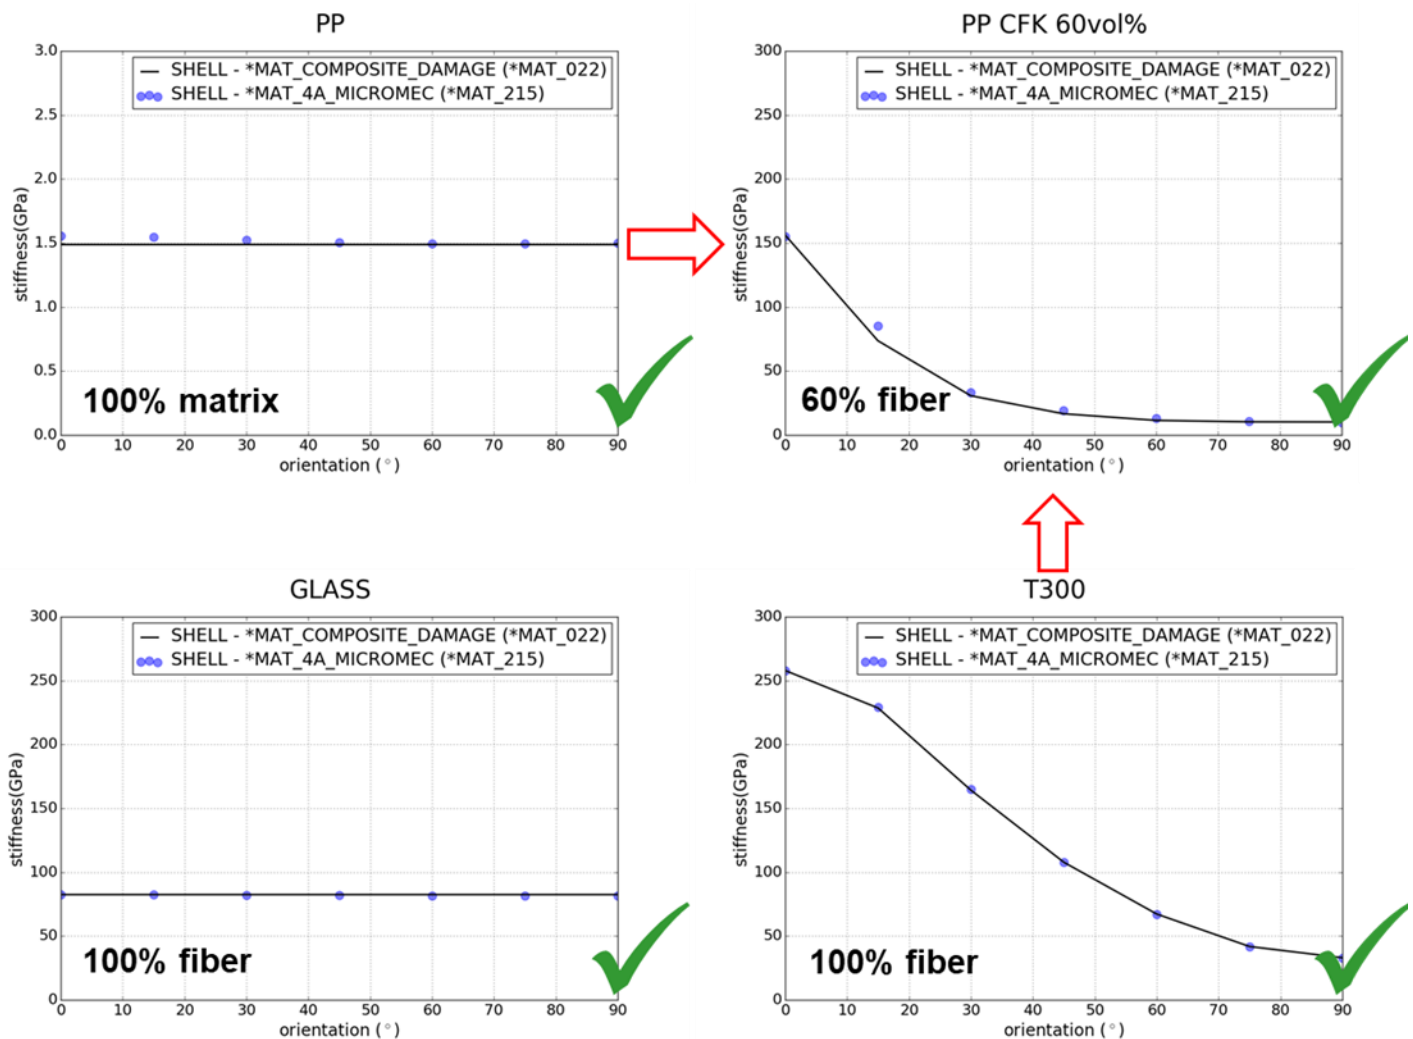 PP
SHELL - *MAT_COMPOSITE_DAMAGE (*MAT_022)
SHELL - *MAT_4A_MICROMEC (*MAT_215)
stiffness(GPa)
3.0
2.5
2.0
1.5
1.0
0.5
0.0
100% matrix
0 10 20 30 40 50 60 70 80 90
orientation (°)
PP CFK 60vol%
SHELL - *MAT_COMPOSITE_DAMAGE (*MAT_022)
SHELL - *MAT_4A_MICROMEC (*MAT_215)
stiffness(GPa)
300
250
200
150
100
50
0
60% fiber
0 10 20 30 40 50 60 70 80 90
orientation (°)
GLASS
SHELL - *MAT_COMPOSITE_DAMAGE (*MAT_022)
SHELL - *MAT_4A_MICROMEC (*MAT_215)
stiffness(GPa)
300
250
200
150
100
50
0
100% fiber
0 10 20 30 40 50 60 70 80 90
orientation (°)
T300
SHELL - *MAT_COMPOSITE_DAMAGE (*MAT_022)
SHELL - *MAT_4A_MICROMEC (*MAT_215)
stiffness(GPa)
300
250
200
150
100
50
0
100% fiber
0 10 20 30 40 50 60 70 80 90
orientation (°)